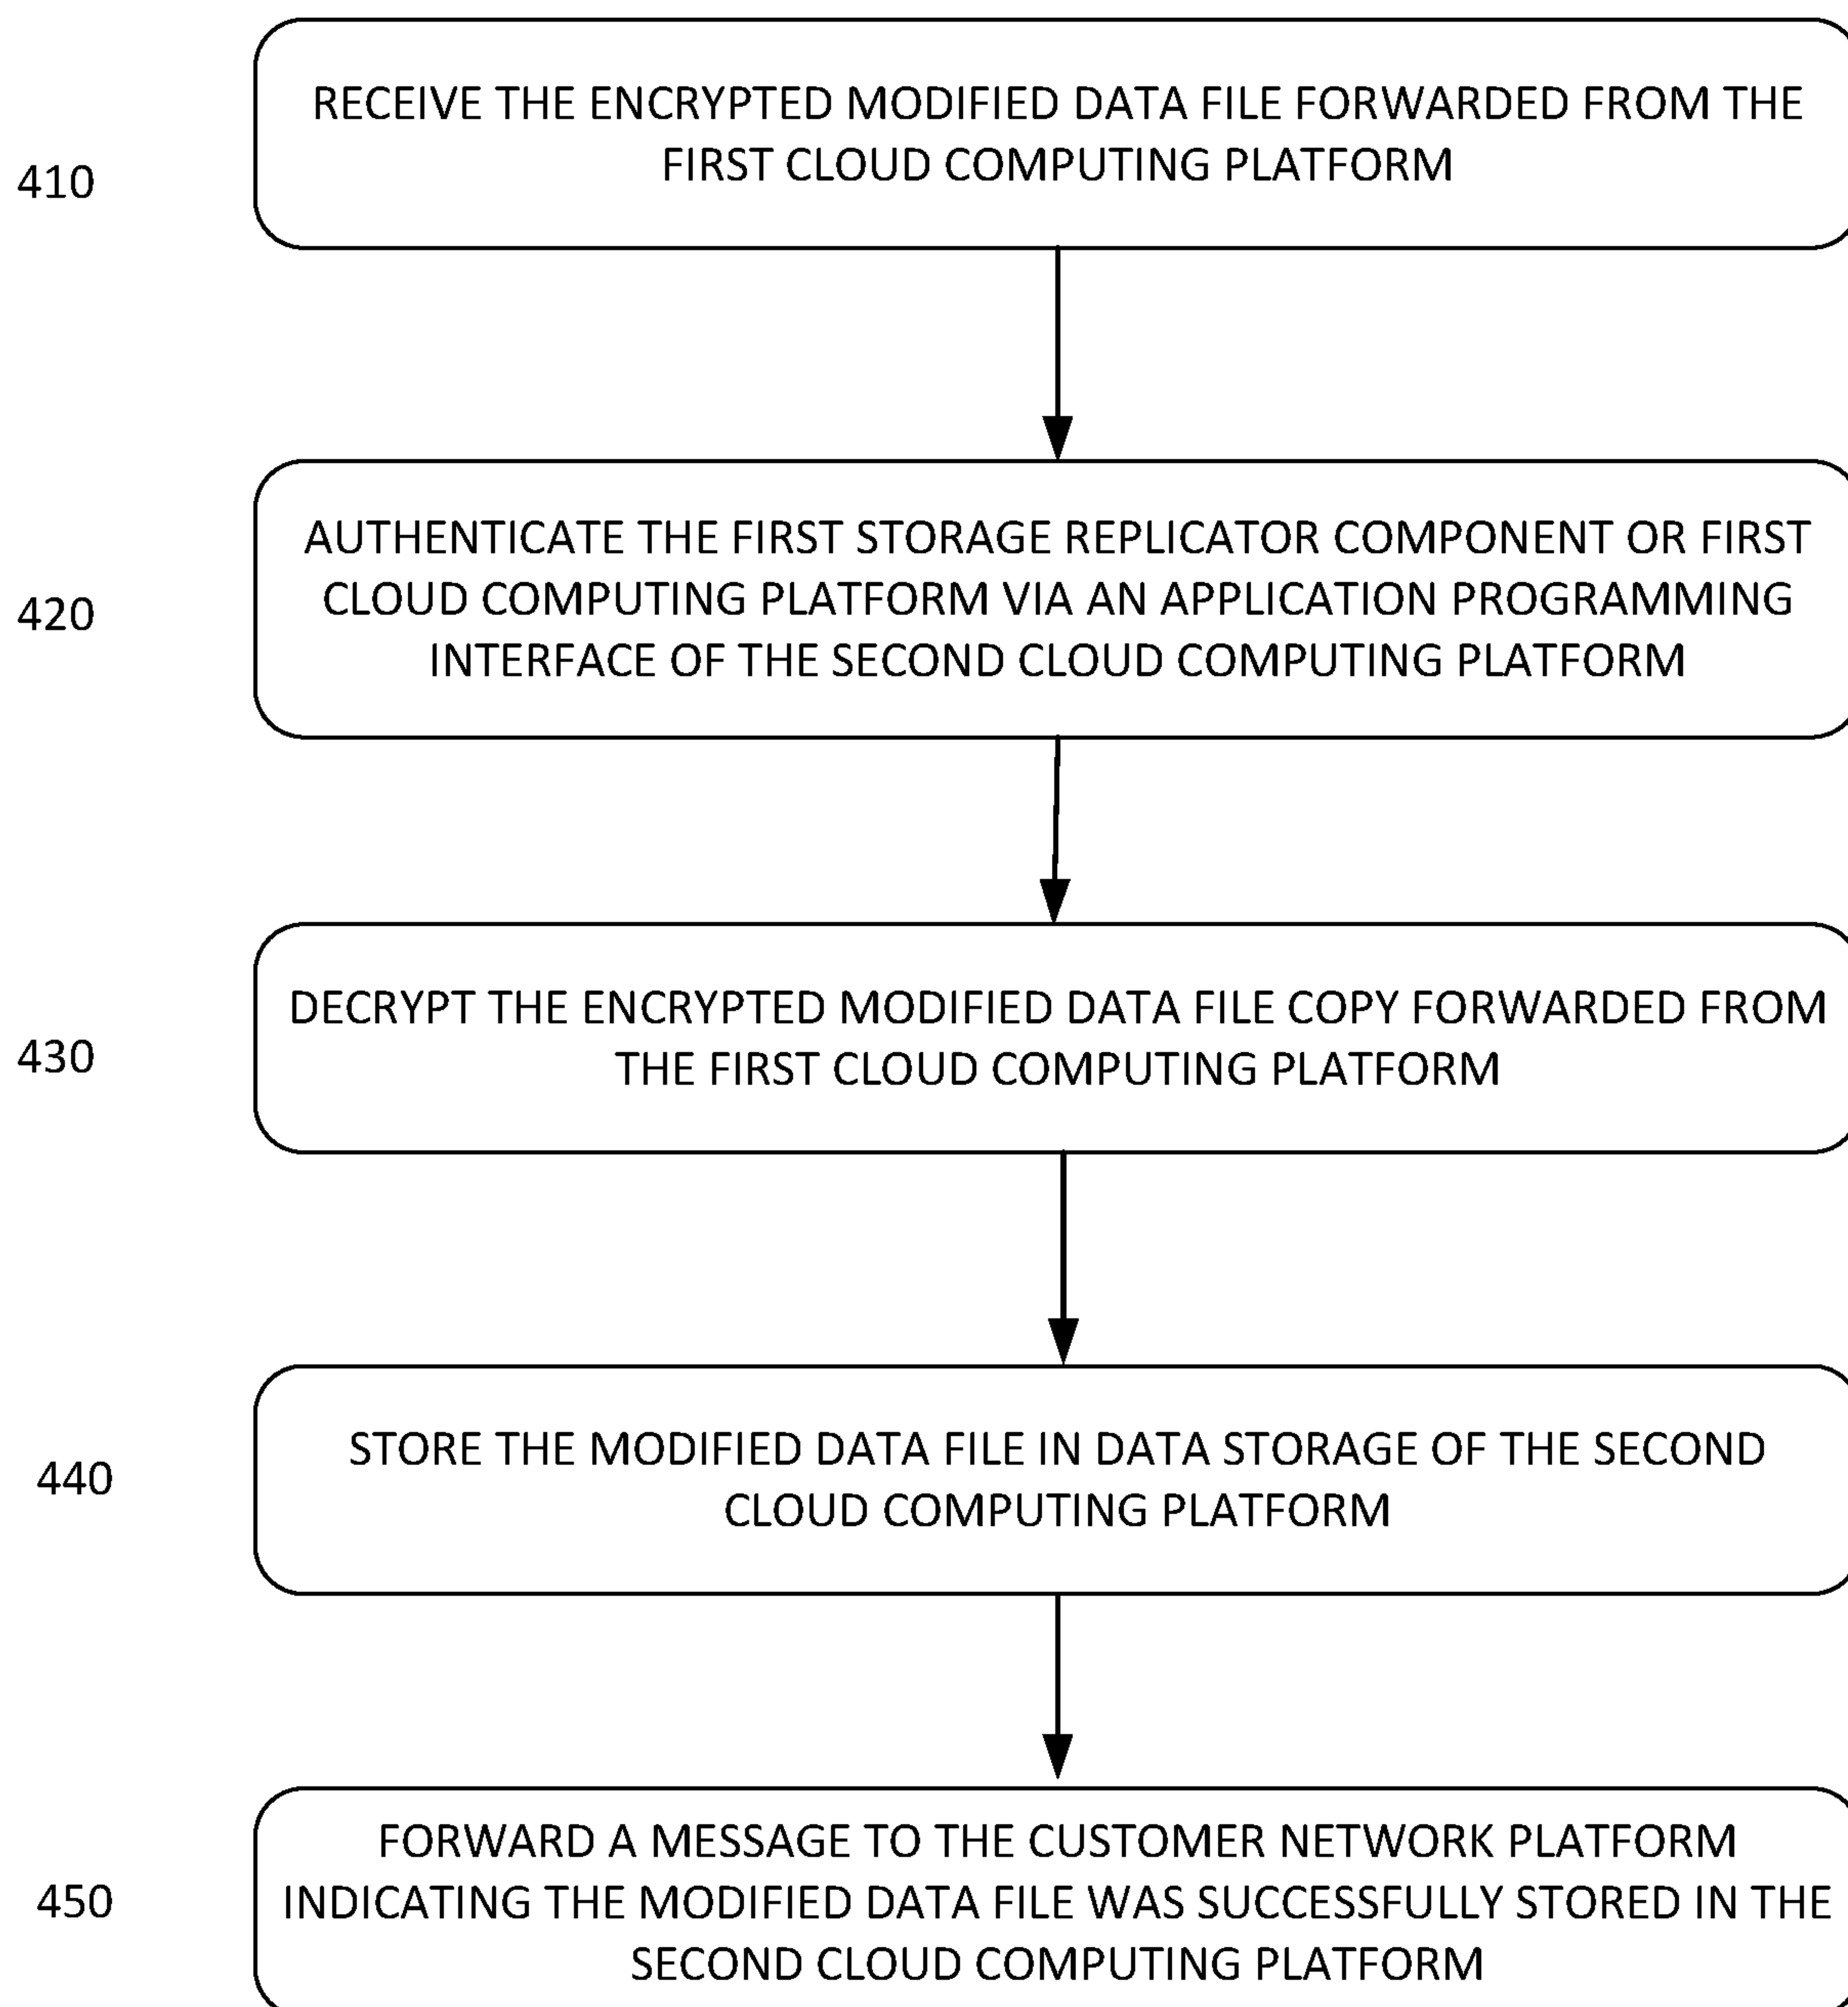 RECEIVE THE ENCRYPTED MODIFIED DATA FILE FORWARDED FROM THE
FIRST CLOUD COMPUTING PLATFORM
410
AUTHENTICATE THE FIRST STORAGE REPLICATOR COMPONENT OR FIRST
CLOUD COMPUTING PLATFORM VIA AN APPLICATION PROGRAMMING
INTERFACE OF THE SECOND CLOUD COMPUTING PLATFORM
420
DECRYPT THE ENCRYPTED MODIFIED DATA FILE COPY FORWARDED FROM
THE FIRST CLOUD COMPUTING PLATFORM
430
STORE THE MODIFIED DATA FILE IN DATA STORAGE OF THE SECOND
CLOUD COMPUTING PLATFORM
440
FORWARD A MESSAGE TO THE CUSTOMER NETWORK PLATFORM
INDICATING THE MODIFIED DATA FILE WAS SUCCESSFULLY STORED IN THE
SECOND CLOUD COMPUTING PLATFORM
450